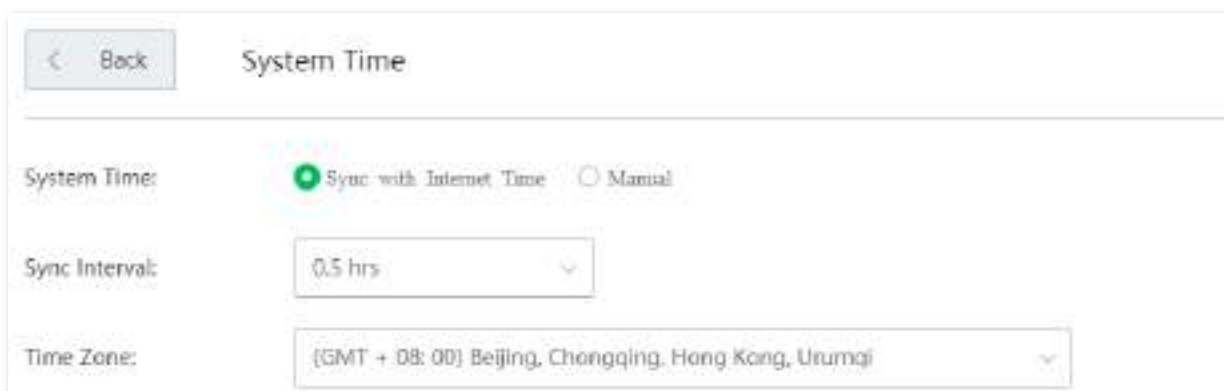 Back
System Time
System Time: Sync with Internet Time Manual
Sync Interval: 0.5 hrs
Time Zone: (GMT + 08: 00) Beijing, Chongqing, Hong Kong, Urumqi